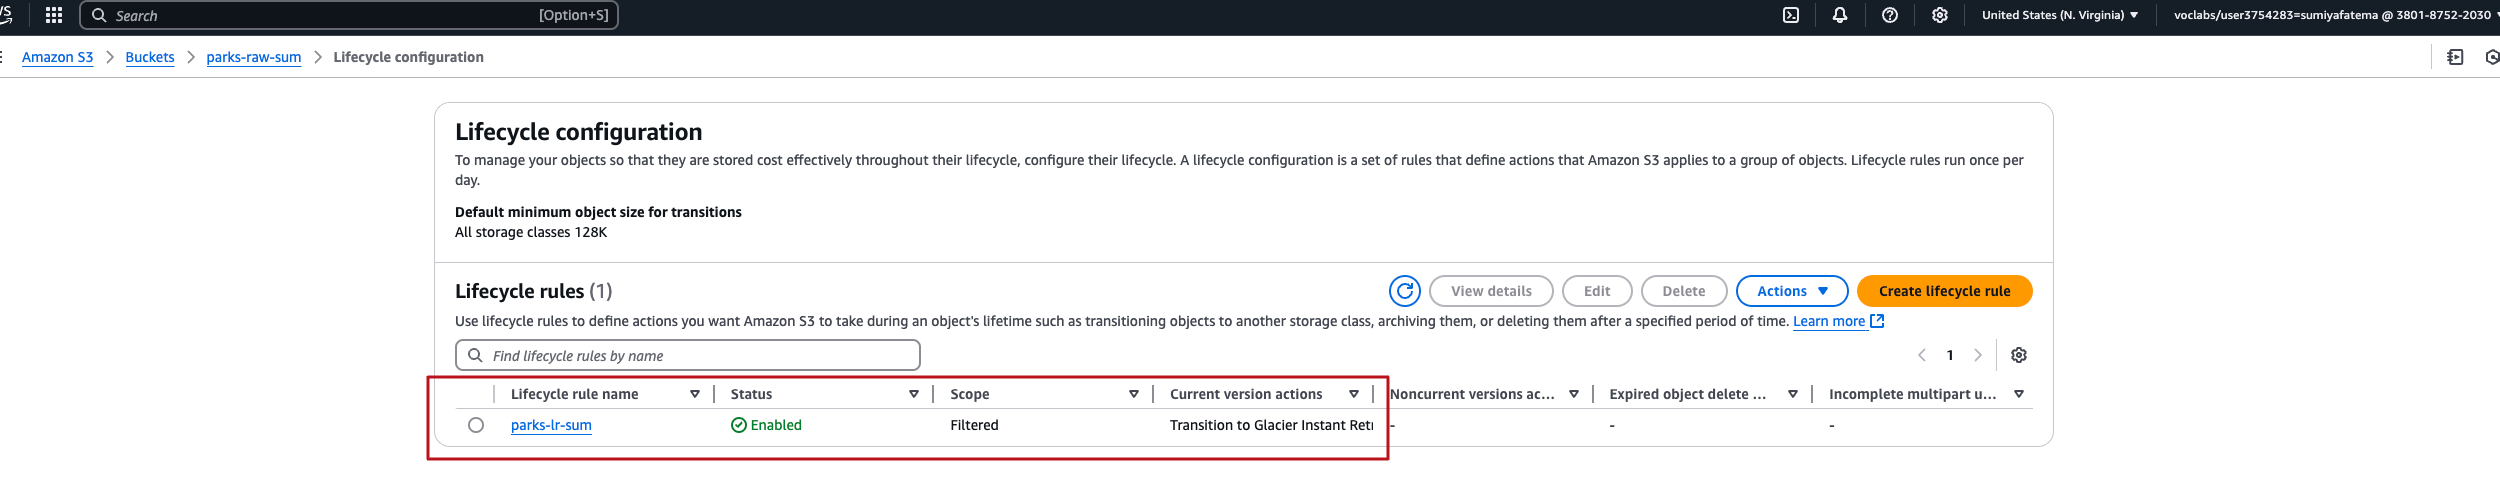 Search [Option+S] United States (N. Virginia) voclabs/user3754283=sumiyafatema @ 3801-8752-2030
Amazon S3 > Buckets > parks-raw-sum > Lifecycle configuration
Lifecycle configuration
To manage your objects so that they are stored cost effectively throughout their lifecycle, configure their lifecycle. A lifecycle configuration is a set of rules that define actions that Amazon S3 applies to a group of objects. Lifecycle rules run once per
day.
Default minimum object size for transitions
All storage classes 128K
Lifecycle rules (1) View details Edit Delete Actions Create lifecycle rule
Use lifecycle rules to define actions you want Amazon S3 to take during an object's lifetime such as transitioning objects to another storage class, archiving them, or deleting them after a specified period of time. Learn more
Find lifecycle rules by name 1
Lifecycle rule name Status Scope Current version actions Noncurrent versions ac... Expired object delete ... Incomplete multipart u...
parks-lr-sum Enabled Filtered Transition to Glacier Instant Retr - - -